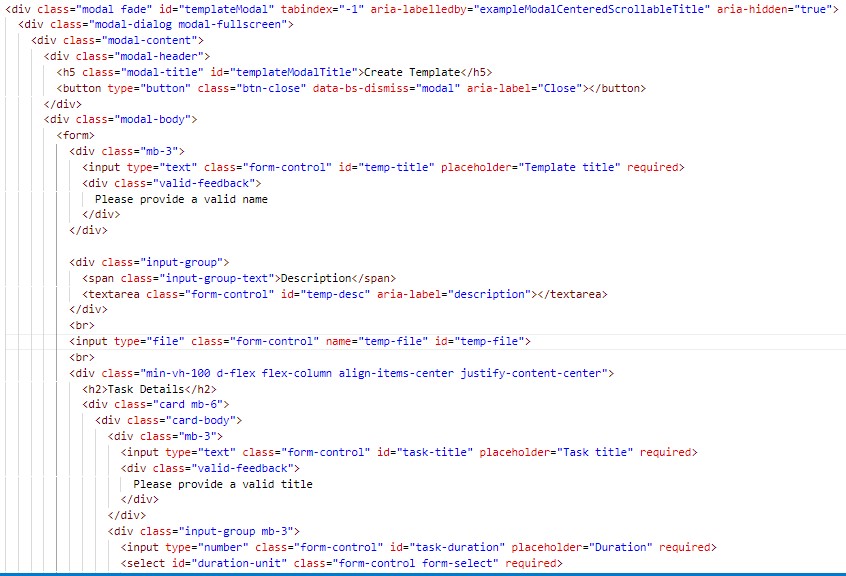 <div class="modal fade" id="templateModal" tabindex="-1" aria-labelledby="exampleModalCenteredScrollableTitle" aria-hidden="true">
<div class="modal-dialog modal-fullscreen">
<div class="modal-content">
<div class="modal-header">
<h5 class="modal-title" id="templateModalTitle">Create Template</h5>
<button type="button" class="btn-close" data-bs-dismiss="modal" aria-label="Close"></button>
</div>
<div class="modal-body">
<form>
<div class="mb-3">
<input type="text" class="form-control" id="temp-title" placeholder="Template title" required>
<div class="valid-feedback">
Please provide a valid name
</div>
</div>
<div class="input-group">
<span class="input-group-text">Description</span>
<textarea class="form-control" id="temp-desc" aria-label="description"></textarea>
</div>
<br>
<input type="file" class="form-control" name="temp-file" id="temp-file">
<br>
<div class="min-vh-100 d-flex flex-column align-items-center justify-content-center">
<h2>Task Details</h2>
<div class="card mb-6">
<div class="card-body">
<div class="mb-3">
<input type="text" class="form-control" id="task-title" placeholder="Task title" required>
<div class="valid-feedback">
Please provide a valid title
</div>
</div>
<div class="input-group mb-3">
<input type="number" class="form-control" id="task-duration" placeholder="Duration" required>
<select id="duration-unit" class="form-control form-select" required>